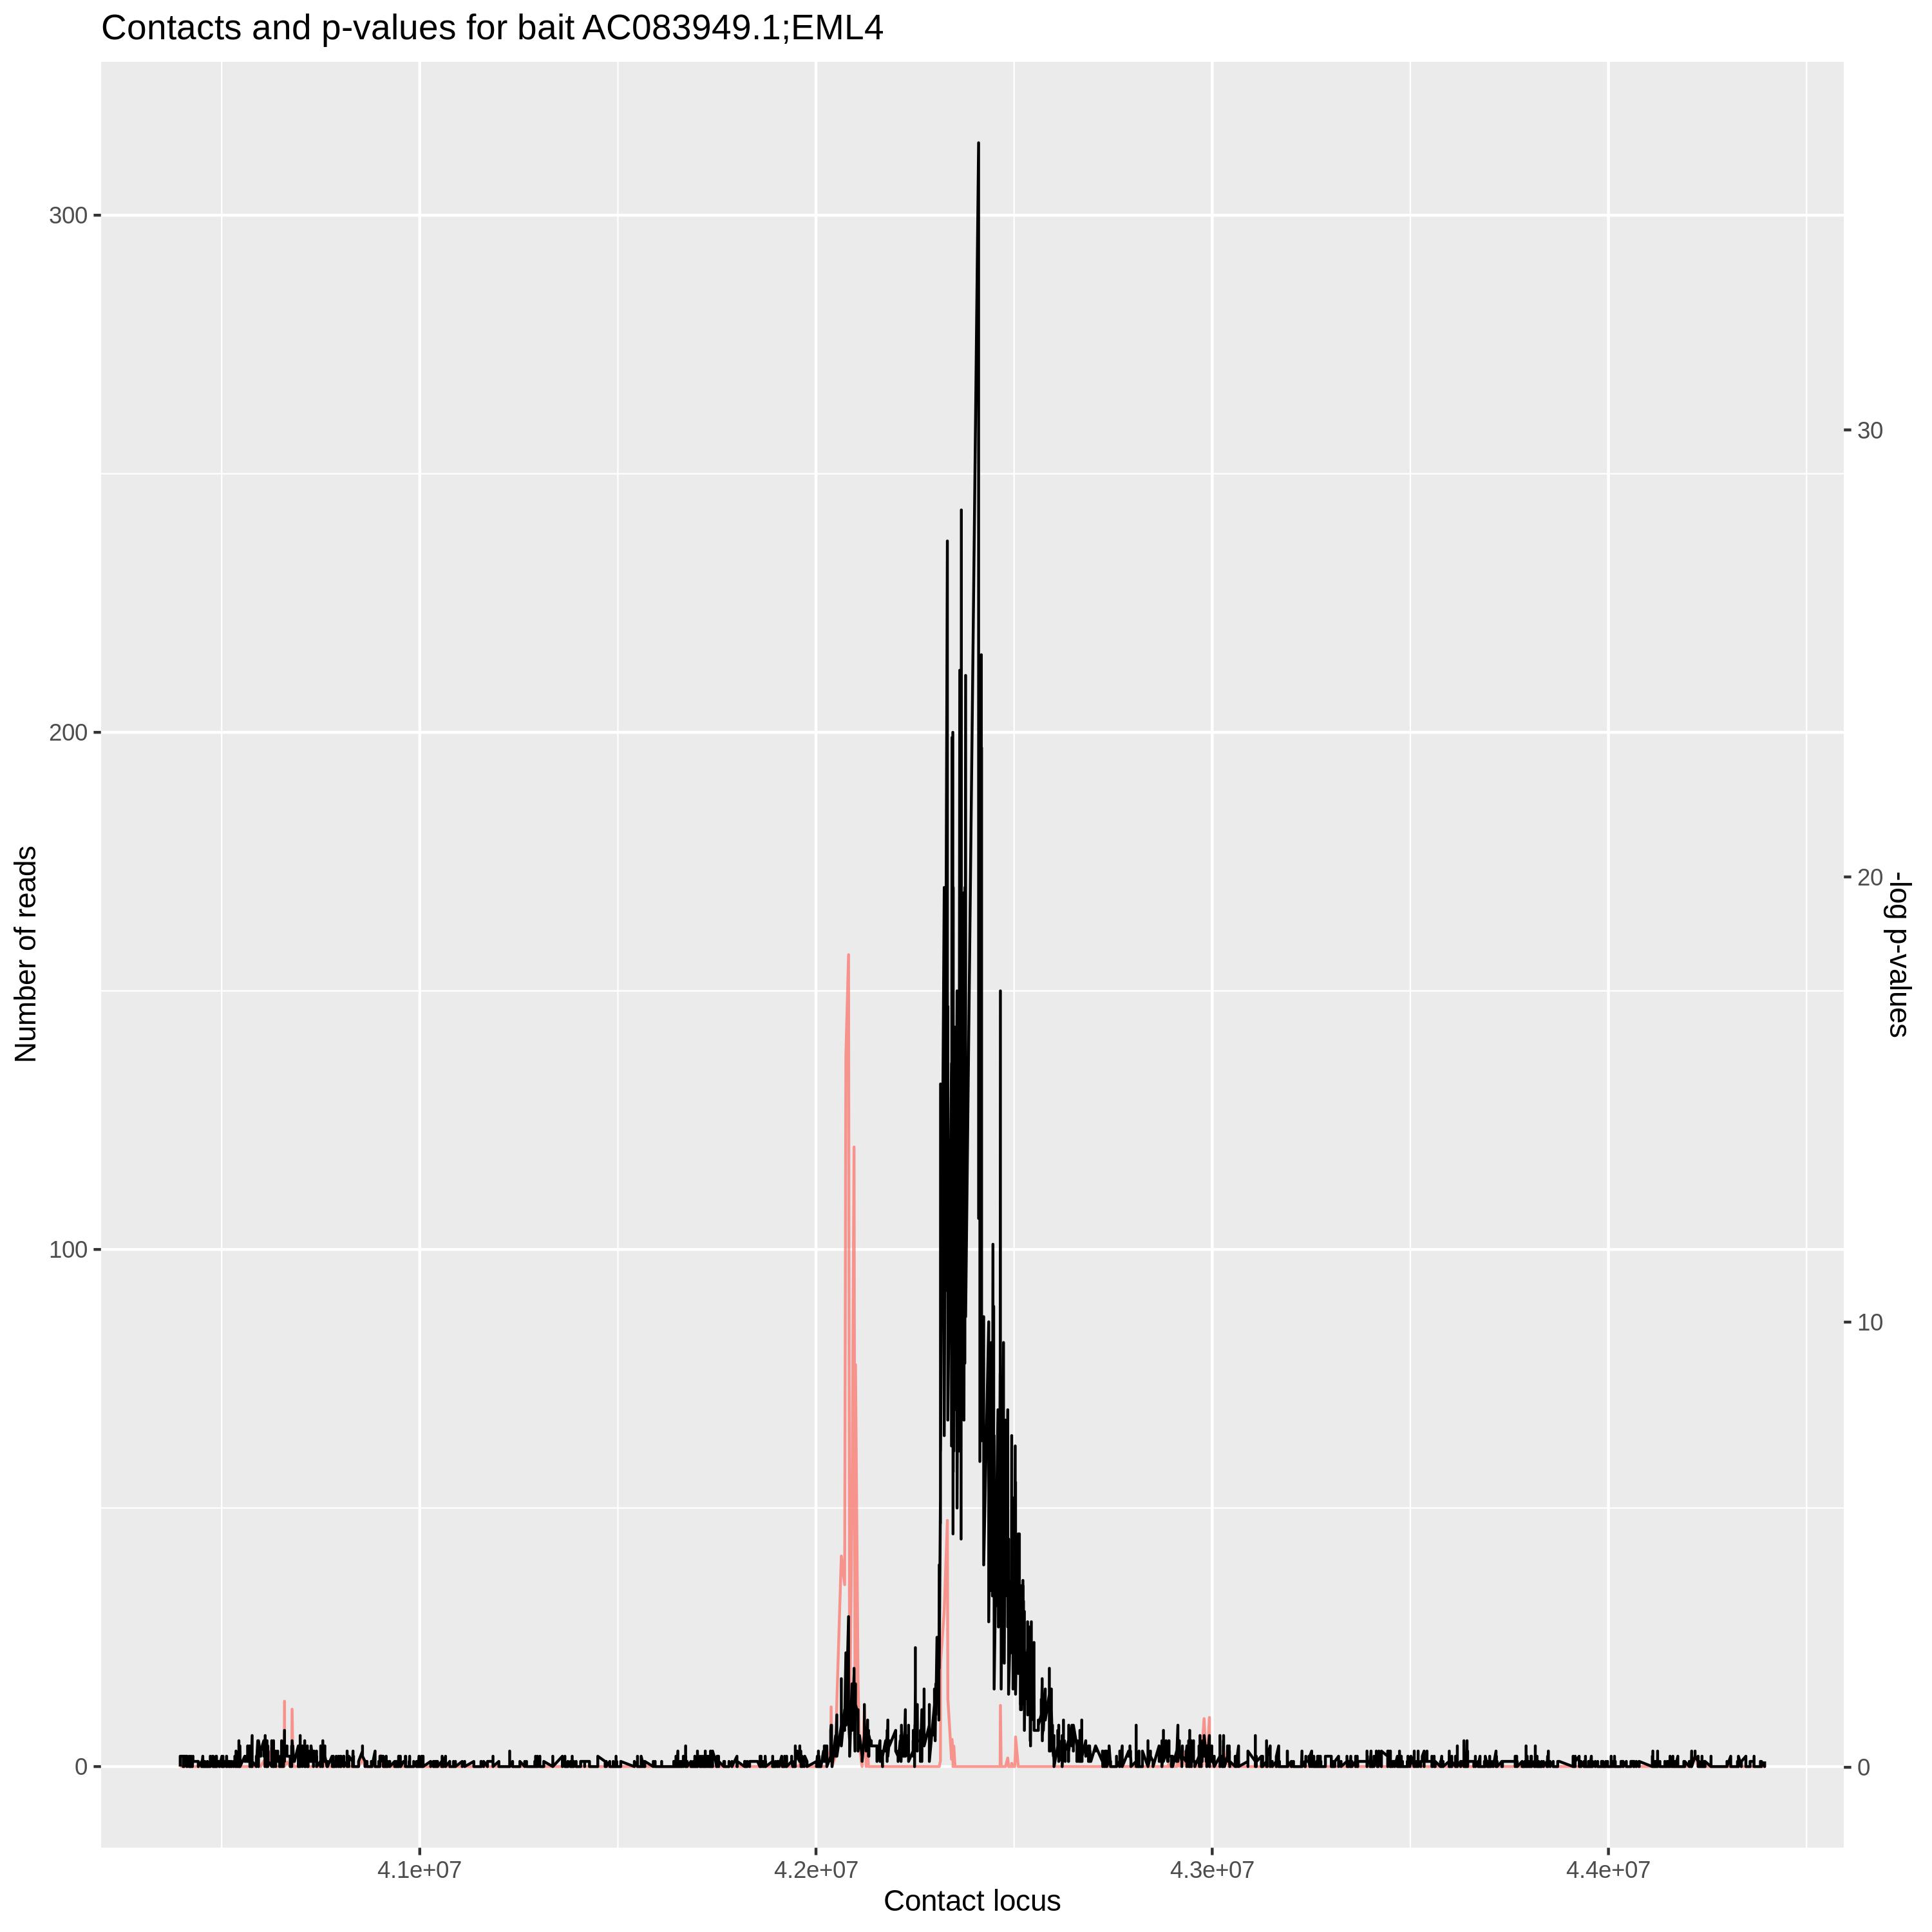 Contacts and p-values for bait AC083949.1;EML4
300
200
100
0
Number of reads
30
20
10
0
-log p-values
4.1e+07 4.2e+07 4.3e+07 4.4e+07
Contact locus